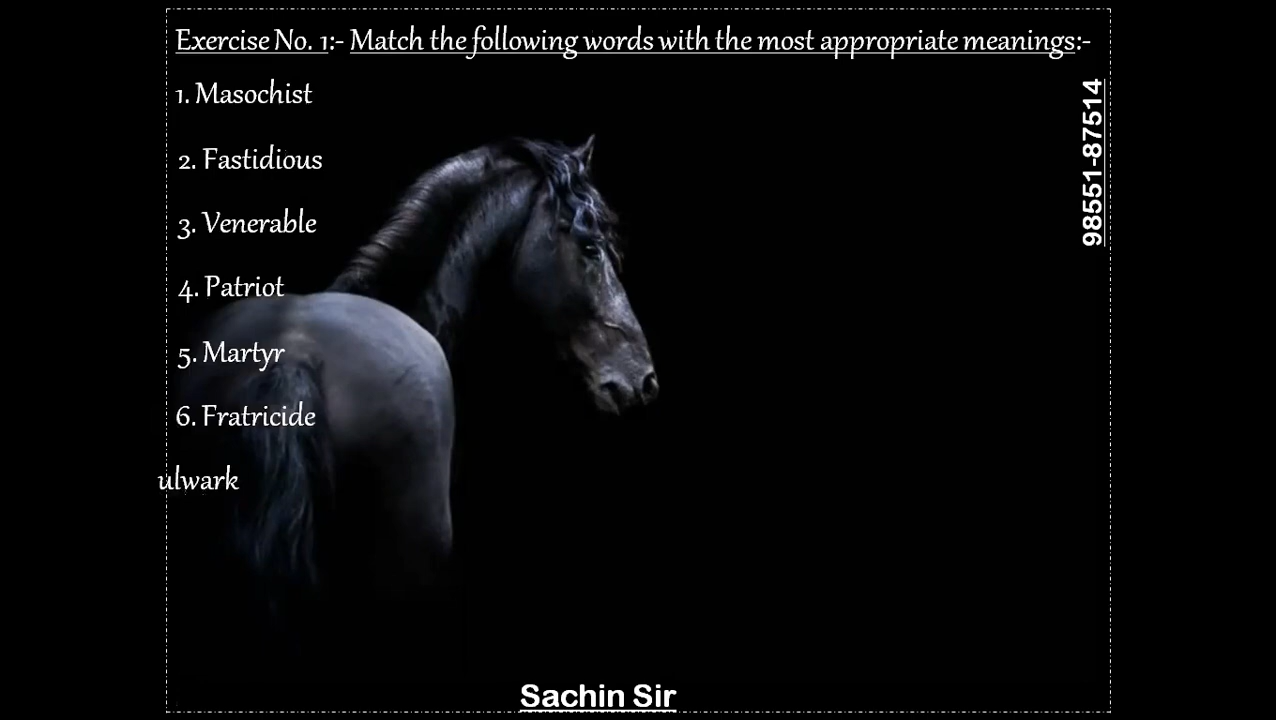 Exercise No. 1:- Match the following words with the most appropriate meanings:-
1. Masochist
2. Fastidious
3. Venerable
4. Patriot
5. Martyr
6. Fratricide
ulwark
98551-87514
Sachin Sir